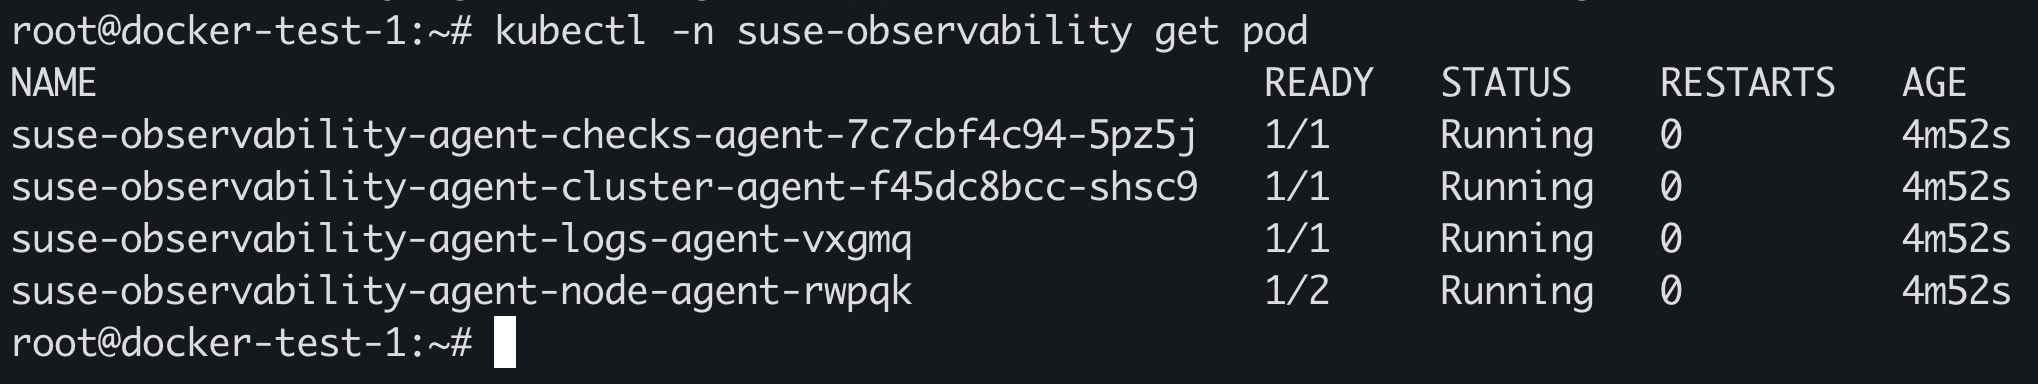 root@docker-test-1:~# kubectl -n suse-observability get pod
NAME READY STATUS RESTARTS AGE
suse-observability-agent-checks-agent-7c7cbf4c94-5pz5j 1/1 Running 0 4m52s
suse-observability-agent-cluster-agent-f45dc8bcc-shsc9 1/1 Running 0 4m52s
suse-observability-agent-logs-agent-vxgmq 1/1 Running 0 4m52s
suse-observability-agent-node-agent-rwpqk 1/2 Running 0 4m52s
root@docker-test-1:~#